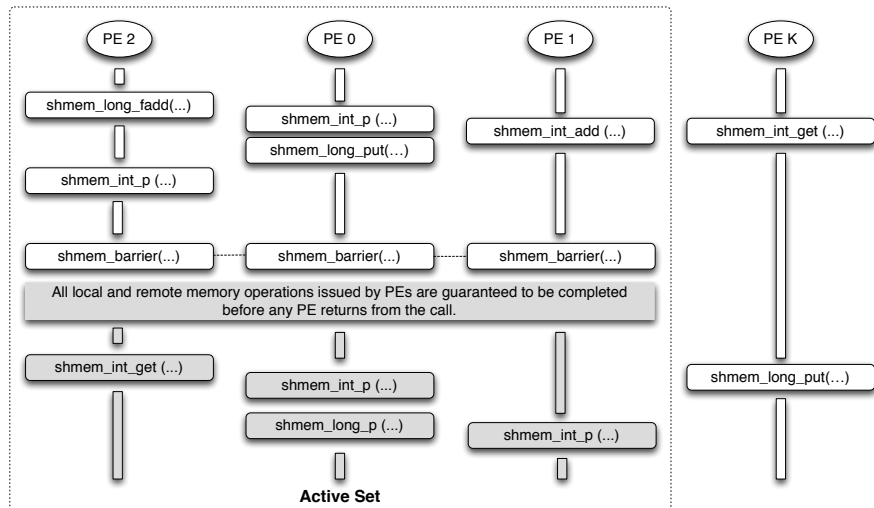 PE 2
PE 0
PE 1
PE K
shmem_long_fadd(...)
shmem_int_p (...)
shmem_long_put(...)
shmem_int_add (...)
shmem_int_get (...)
shmem_int_p (...)
shmem_barrier(...)
shmem_barrier(...)
shmem_barrier(...)
All local and remote memory operations issued by PEs are guaranteed to be completed
before any PE returns from the call.
shmem_int_get (...)
shmem_int_p (...)
shmem_long_put(...)
shmem_long_p (...)
shmem_int_p (...)
Active Set